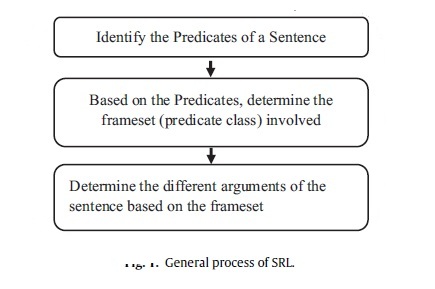 Identify the Predicates of a Sentence
Based on the Predicates, determine the
frameset (predicate class) involved
Determine the different arguments of the
sentence based on the frameset
General process of SRL.